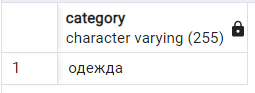 category
character varying (255)
1 одежда